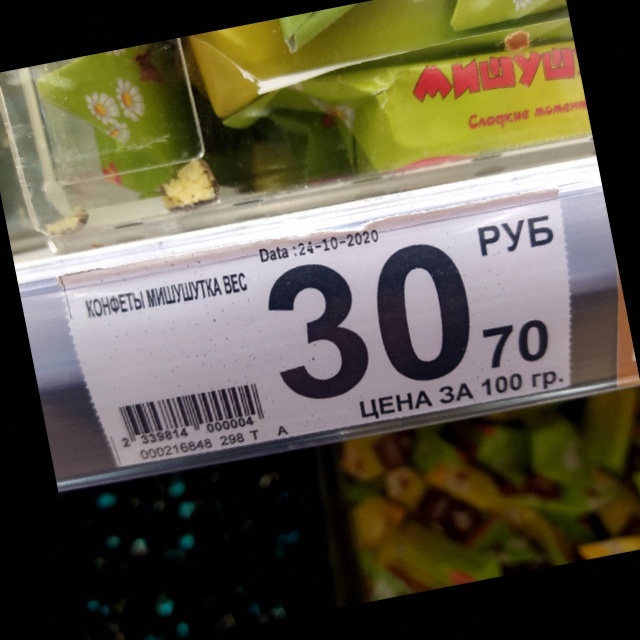 МИШУШ
Сладкие
Data :24-10-2020
РУБ
КОНФЕТЫ МИШУШУТКА ВЕС
30
70
ЦЕНА ЗА 100 гр.
2 339814 000004
000216848 298 Т А